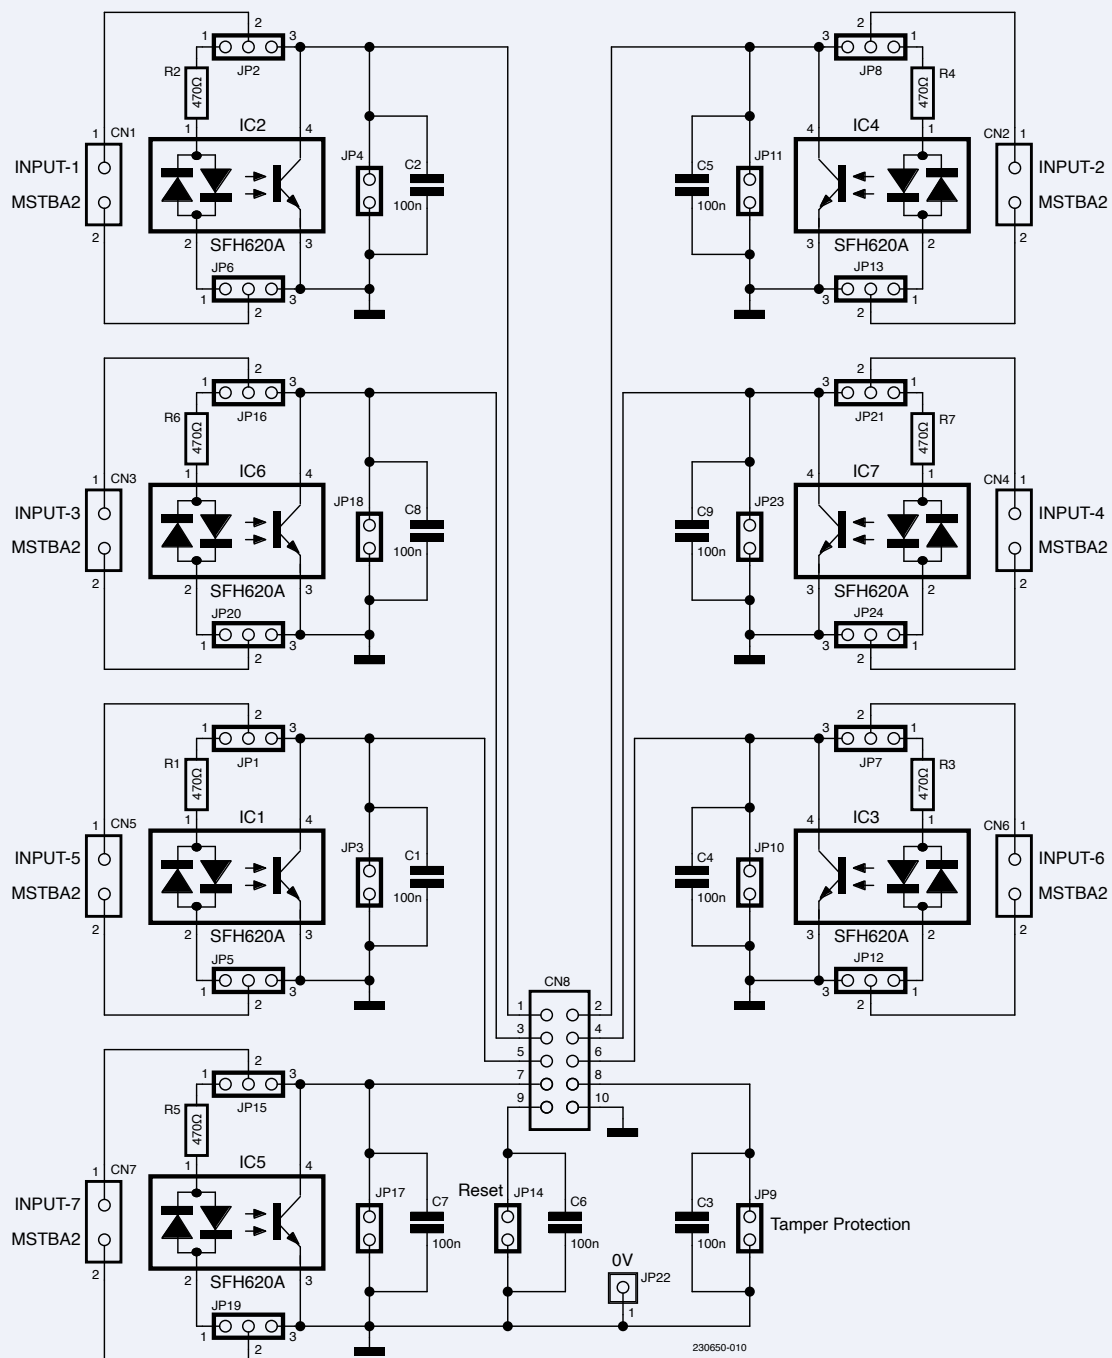 2 2
1 3 3 1
JP2 JP8
R2 470Ω 470Ω R4
1 IC2 4 4 IC4 1
1 CN1 CN2 1
INPUT-1 JP4 C2 C5 JP11 INPUT-2
MSTBA2 100n 100n MSTBA2
2 2 SFH620A 3 3 SFH620A 2 2
JP6 JP13
1 3 3 1
2 2
2 2
1 3 3 1
JP16 JP21
R6 470Ω 470Ω R7
1 IC6 4 4 IC7 1
1 CN3 CN4 1
INPUT-3 JP18 C8 C9 JP23 INPUT-4
MSTBA2 100n 100n MSTBA2
2 2 SFH620A 3 3 SFH620A 2 2
JP20 JP24
1 3 3 1
2 2
2 2
1 3 3 1
JP1 JP7
R1 470Ω 470Ω R3
1 IC1 4 4 IC3 1
1 CN5 CN6 1
INPUT-5 JP3 C1 C4 JP10 INPUT-6
MSTBA2 100n 100n MSTBA2
2 2 SFH620A 3 3 SFH620A 2 2
JP5 JP12
1 3 3 1
2 2
CN8
1 2
3 4
5 6
7 8
9 10
2
1 3
JP15
R5 470Ω
1 IC5 4
1 CN7
INPUT-7 JP17 C7 Reset JP14 C6 C3 JP9
MSTBA2 100n 100n 100n Tamper Protection
2 2 SFH620A 3
0V
JP22
1
JP19
1 3
2
230650-010